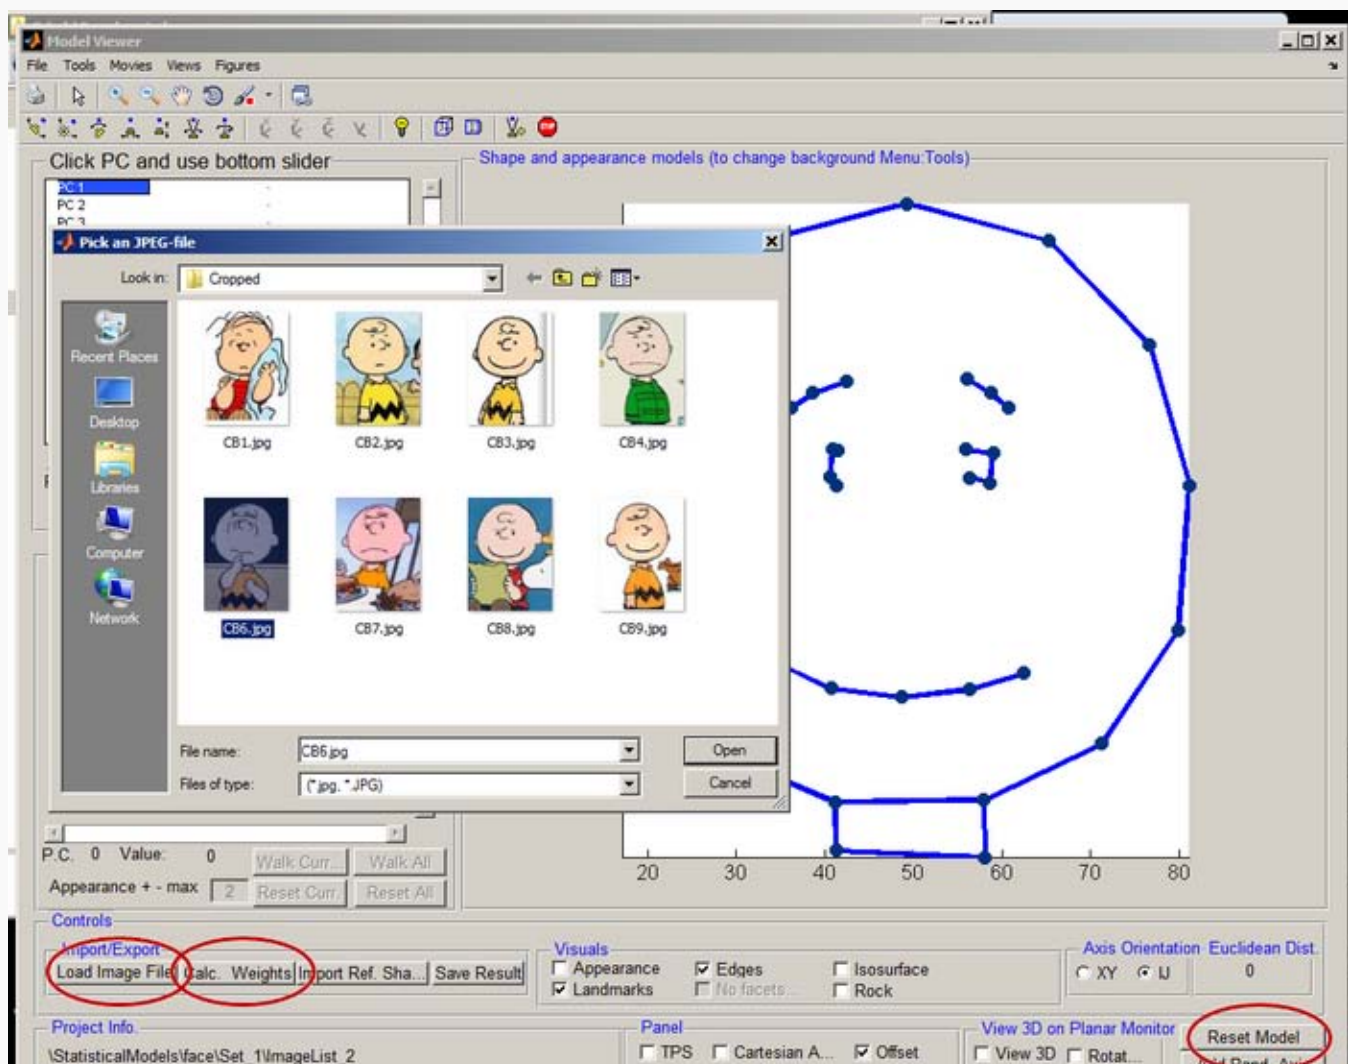 Model Viewer
File Tools Movies Views Figures
Click PC and use bottom slider
Shape and appearance models (to change background Menu:Tools)
PC 1
PC 2
PC 3
Pick an JPEG-file
Look in: Cropped
Recent Places
Desktop
Libraries
Computer
Network
CB1.jpg CB2.jpg CB3.jpg CB4.jpg
CB6.jpg CB7.jpg CB8.jpg CB9.jpg
File name: CB6.jpg Open
Files of type: (*.jpg, *.JPG) Cancel
20 30 40 50 60 70 80
P.C. 0 Value: 0 Walk Curr... Walk All
Appearance + - max 2 Reset Curr. Reset All
Controls
Import/Export Visuals Axis Orientation Euclidean Dist.
Load Image File Calc. Weights Import Ref. Sha... Save Result Appearance Edges Isosurface XY IJ 0
Landmarks No facets... Rock
Project Info. Panel View 3D on Planar Monitor Reset Model
\StatisticalModels\face\Set_1\ImageList_2 TPS Cartesian A... Offset View 3D Rotat...